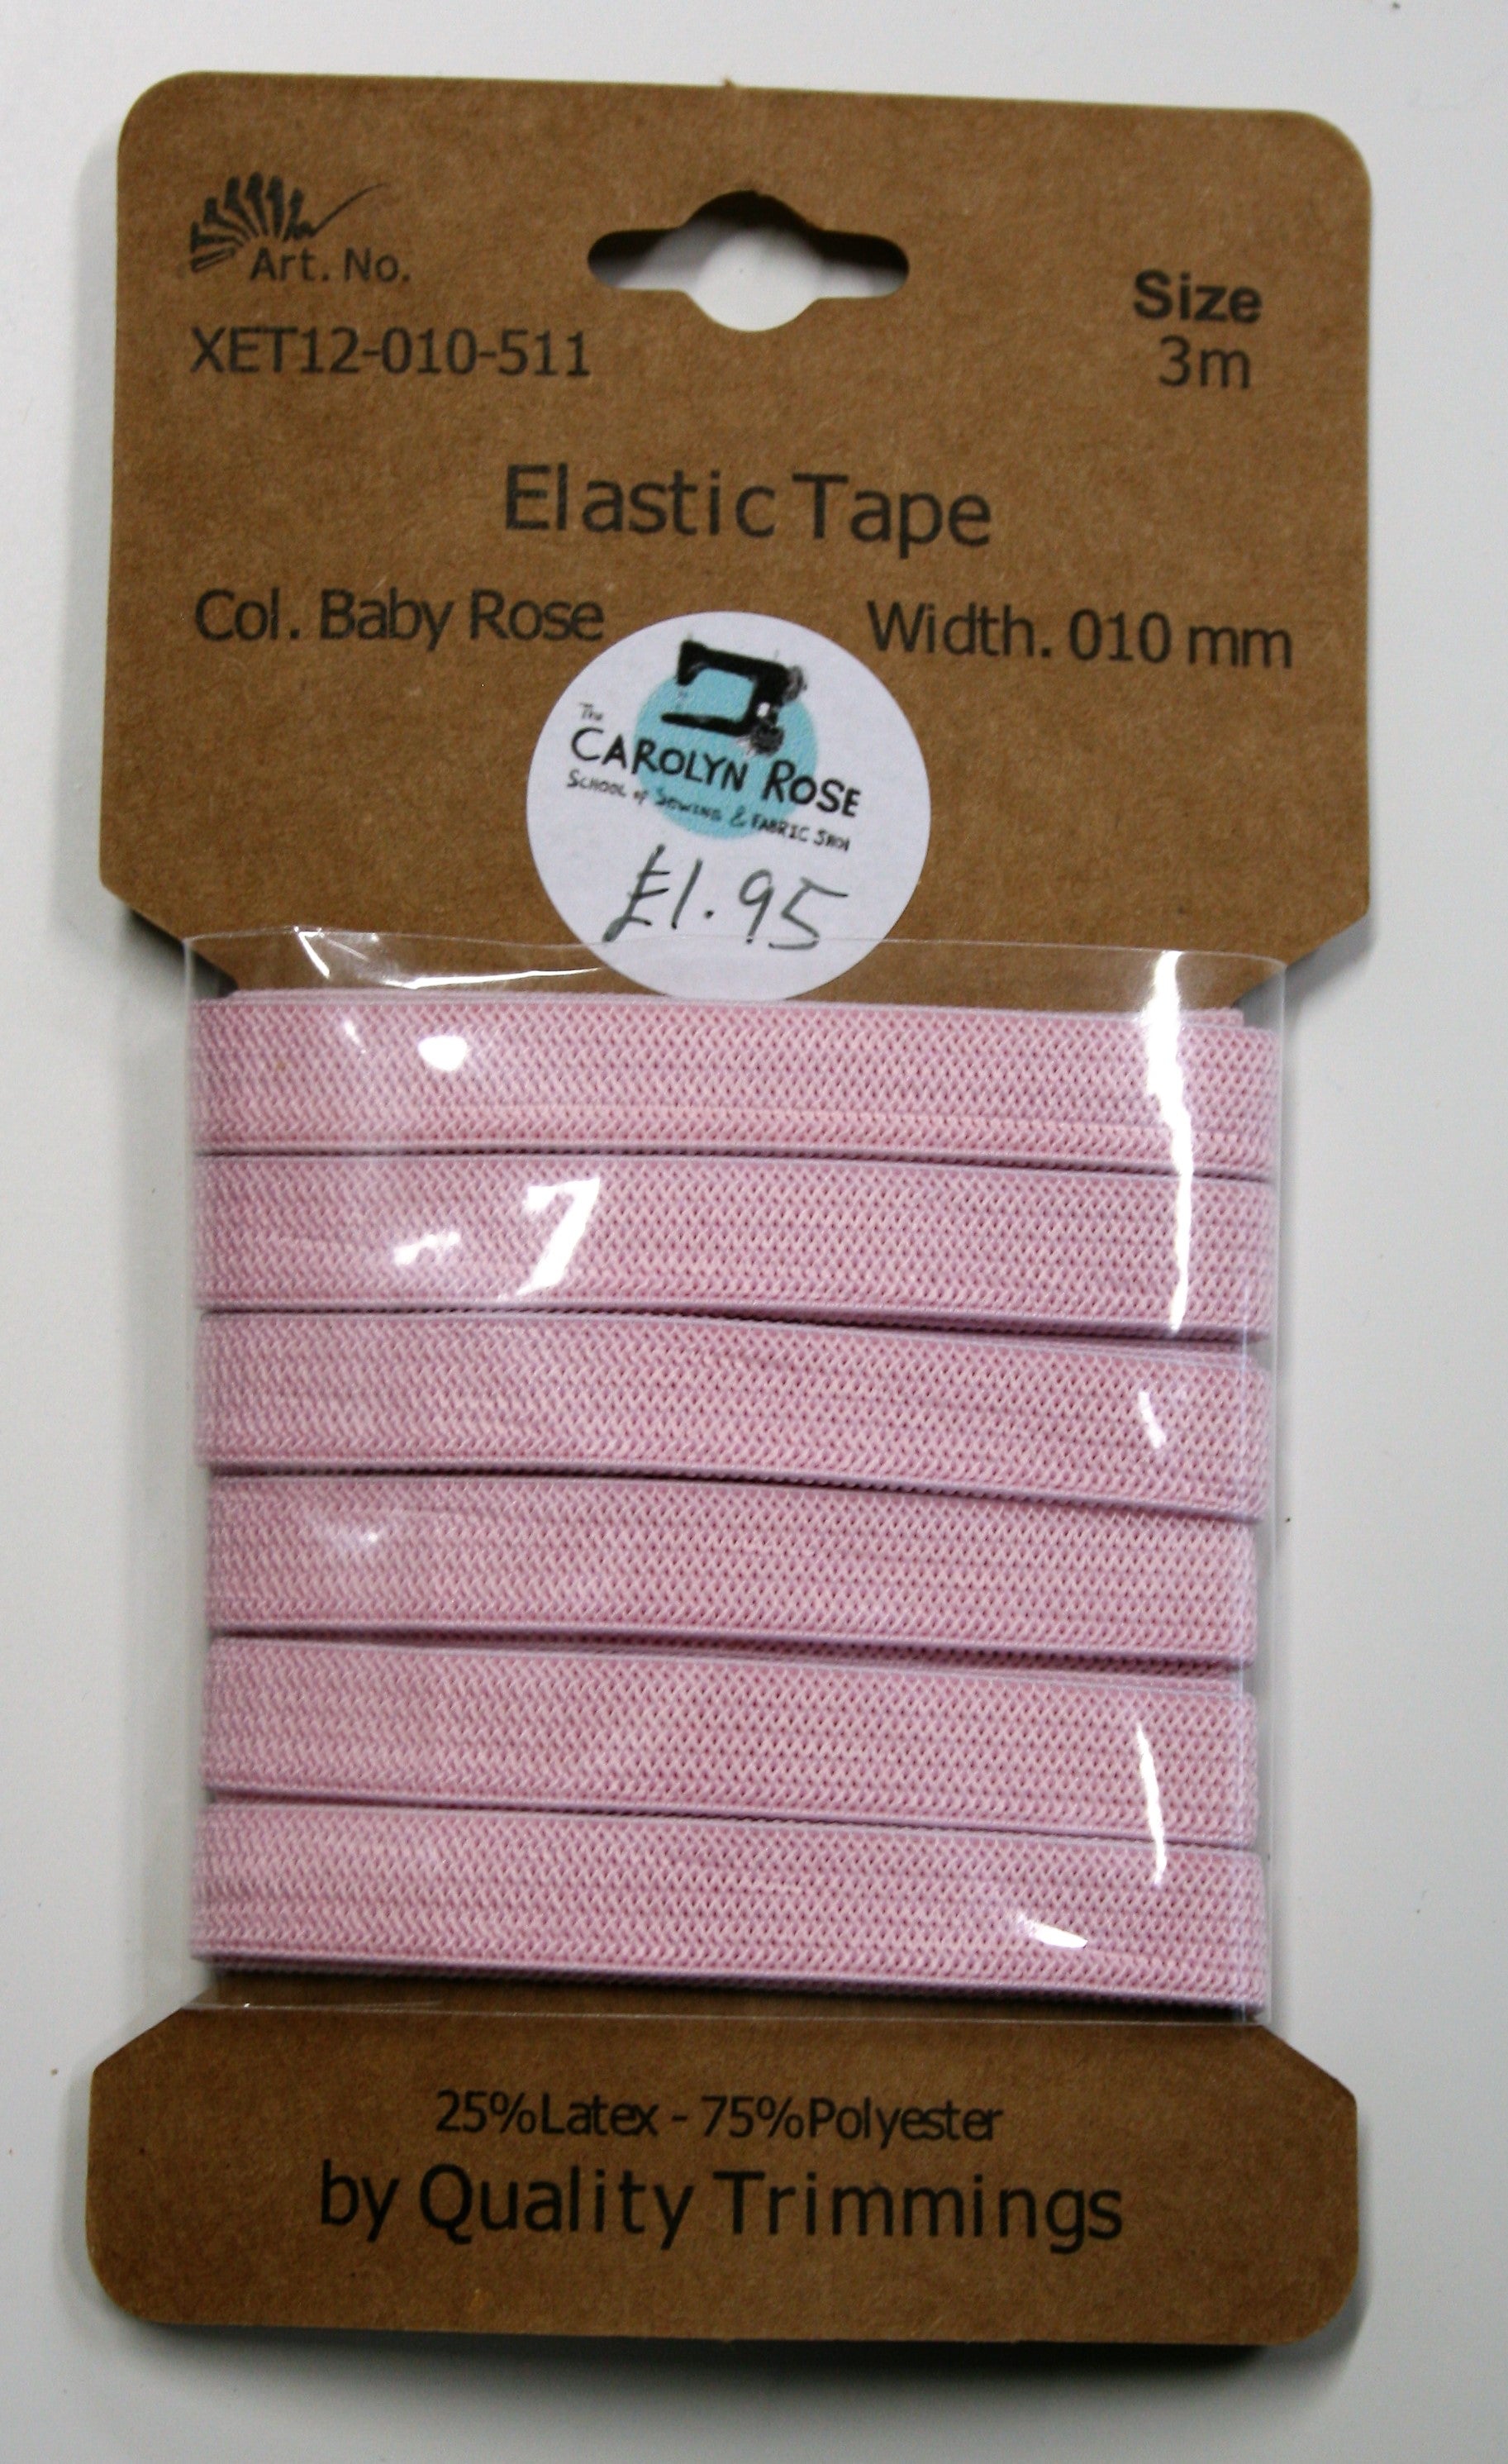 Art. No.
XET12-010-511
Size
3m
Elastic Tape
Col. Baby Rose
Width. 010 mm
The
CAROLYN ROSE
SCHOOL of SEWING & FABRIC SHOP
£1.95
25%Latex - 75%Polyester
by Quality Trimmings